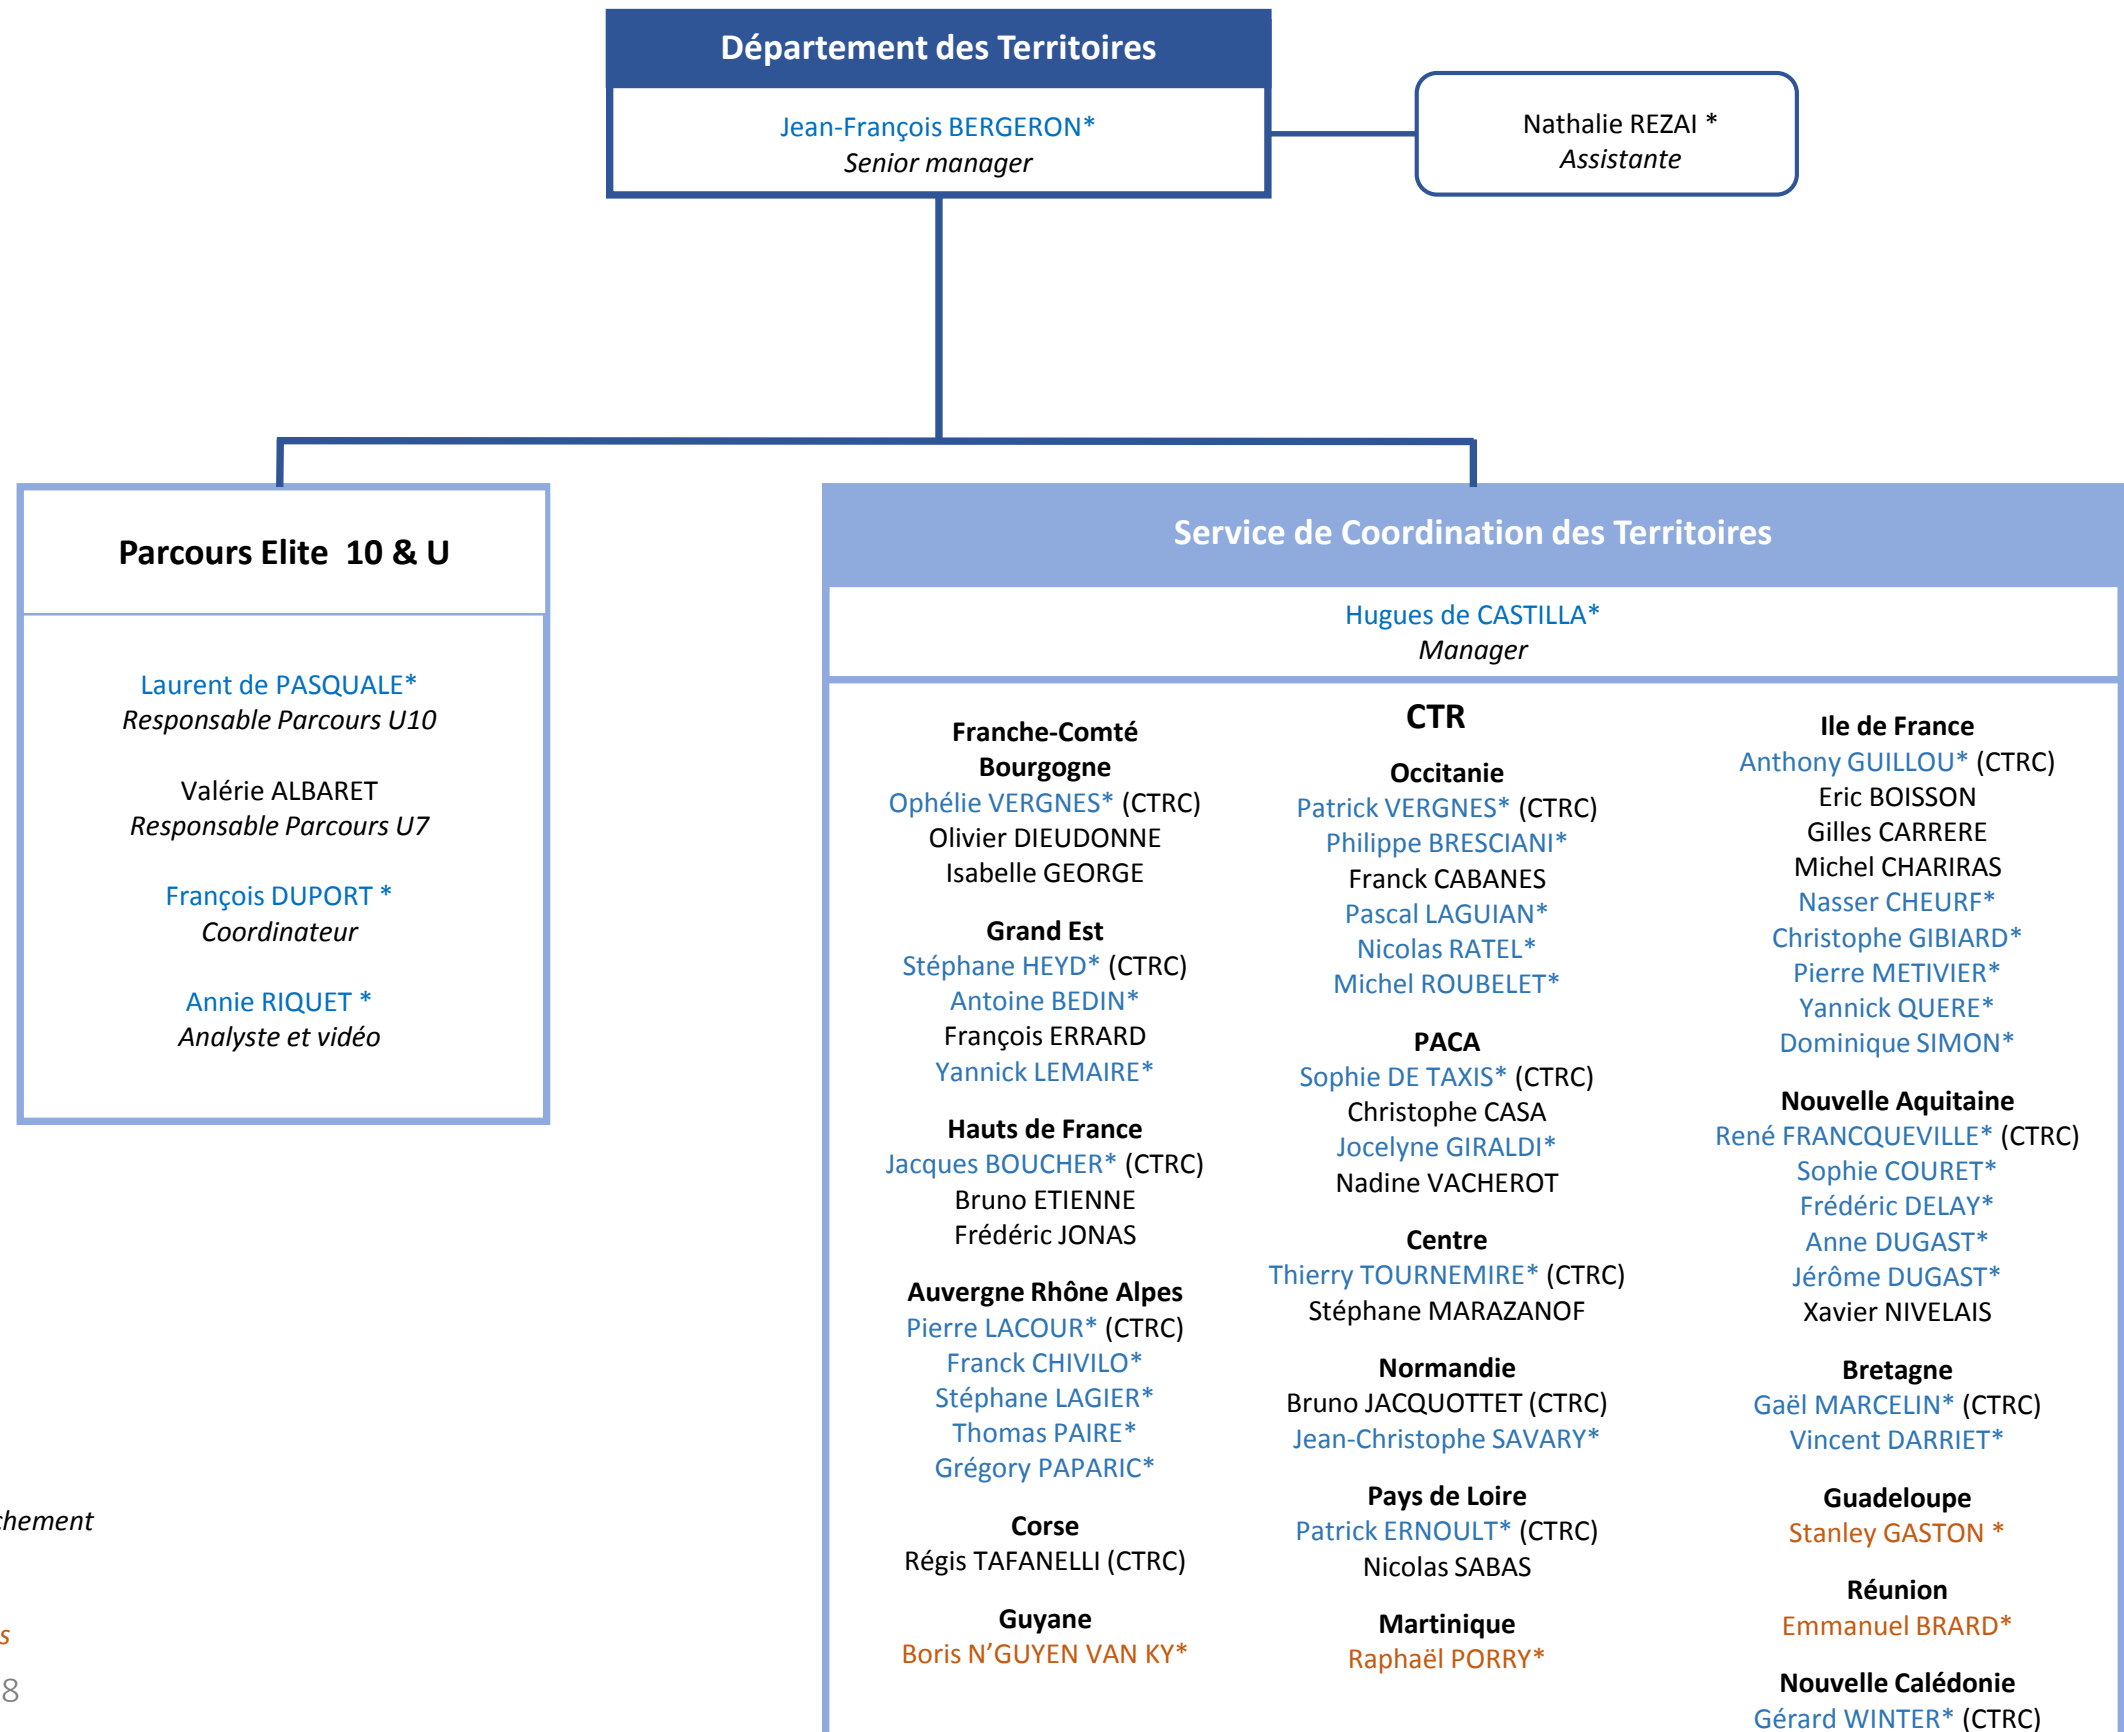 Département des Territoires
Jean-François BERGERON*
Senior manager
Nathalie REZAI *
Assistante
Parcours Elite 10 & U
Laurent de PASQUALE*
Responsable Parcours U10
Valérie ALBARET
Responsable Parcours U7
François DUPORT *
Coordinateur
Annie RIQUET *
Analyste et vidéo
Service de Coordination des Territoires
Hugues de CASTILLA*
Manager
Franche-Comté
Bourgogne
Ophélie VERGNES* (CTRC)
Olivier DIEUDONNE
Isabelle GEORGE
Grand Est
Stéphane HEYD* (CTRC)
Antoine BEDIN*
François ERRARD
Yannick LEMAIRE*
Hauts de France
Jacques BOUCHER* (CTRC)
Bruno ETIENNE
Frédéric JONAS
Auvergne Rhône Alpes
Pierre LACOUR* (CTRC)
Franck CHIVILO*
Stéphane LAGIER*
Thomas PAIRE*
Grégory PAPARIC*
Corse
Régis TAFANELLI (CTRC)
Guyane
Boris N’GUYEN VAN KY*
CTR
Occitanie
Patrick VERGNES* (CTRC)
Philippe BRESCIANI*
Franck CABANES
Pascal LAGUIAN*
Nicolas RATEL*
Michel ROUBELET*
PACA
Sophie DE TAXIS* (CTRC)
Christophe CASA
Jocelyne GIRALDI*
Nadine VACHEROT
Centre
Thierry TOURNEMIRE* (CTRC)
Stéphane MARAZANOF
Normandie
Bruno JACQUOTTET (CTRC)
Jean-Christophe SAVARY*
Pays de Loire
Patrick ERNOULT* (CTRC)
Nicolas SABAS
Martinique
Raphaël PORRY*
Ile de France
Anthony GUILLOU* (CTRC)
Eric BOISSON
Gilles CARRERE
Michel CHARIRAS
Nasser CHEURF*
Christophe GIBIARD*
Pierre METIVIER*
Yannick QUERE*
Dominique SIMON*
Nouvelle Aquitaine
René FRANCQUEVILLE* (CTRC)
Sophie COURET*
Frédéric DELAY*
Anne DUGAST*
Jérôme DUGAST*
Xavier NIVELAIS
Bretagne
Gaël MARCELIN* (CTRC)
Vincent DARRIET*
Guadeloupe
Stanley GASTON *
Réunion
Emmanuel BRARD*
Nouvelle Calédonie
Gérard WINTER* (CTRC)
chement
s
8